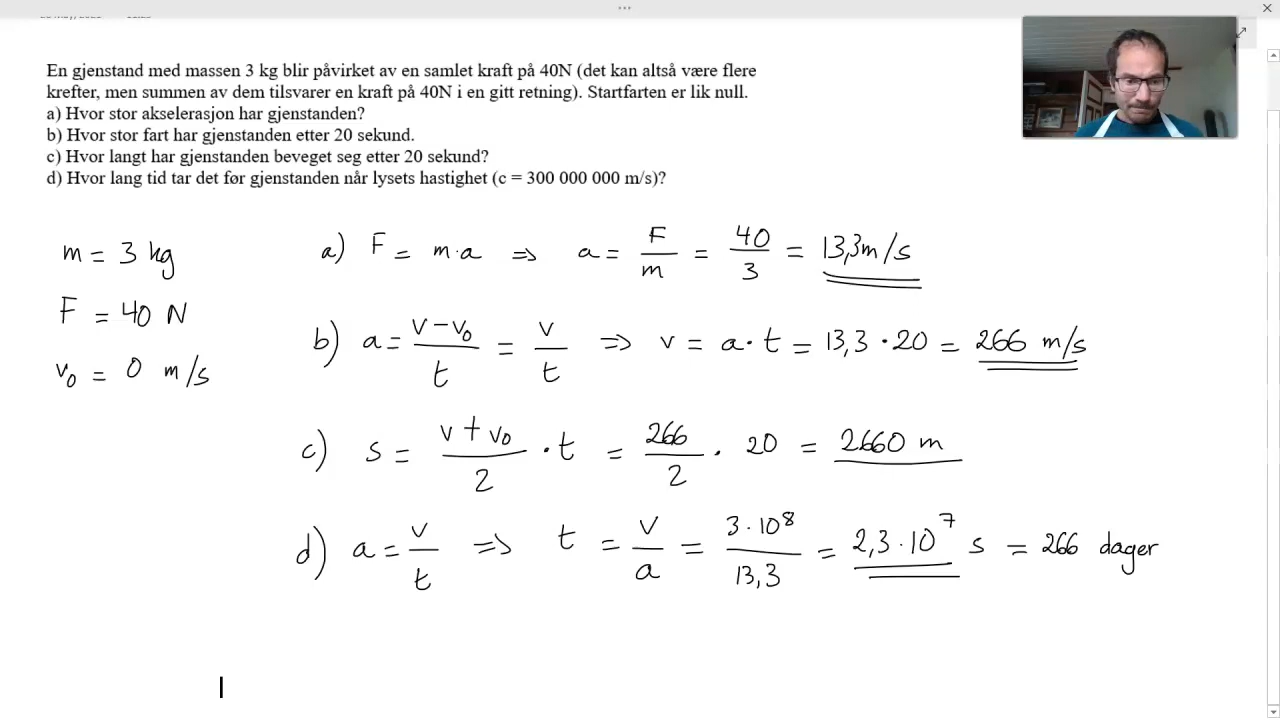 En gjenstand med massen 3 kg blir påvirket av en samlet kraft på 40N (det kan altså være flere
krefter, men summen av dem tilsvarer en kraft på 40N i en gitt retning). Startfarten er lik null.
a) Hvor stor akselerasjon har gjenstanden?
b) Hvor stor fart har gjenstanden etter 20 sekund.
c) Hvor langt har gjenstanden beveget seg etter 20 sekund?
d) Hvor lang tid tar det før gjenstanden når lysets hastighet (c = 300 000 000 m/s)?
m = 3 kg
F = 40 N
v₀ = 0 m/s
a) F = m·a ⇒ a = F/m = 40/3 = 13,3m/s
b) a = (v-v₀)/t = v/t ⇒ v = a·t = 13,3·20 = 266 m/s
c) s = (v+v₀)/2 · t = 266/2 · 20 = 2660 m
d) a = v/t ⇒ t = v/a = 3·10⁸/13,3 = 2,3·10⁷ s = 266 dager